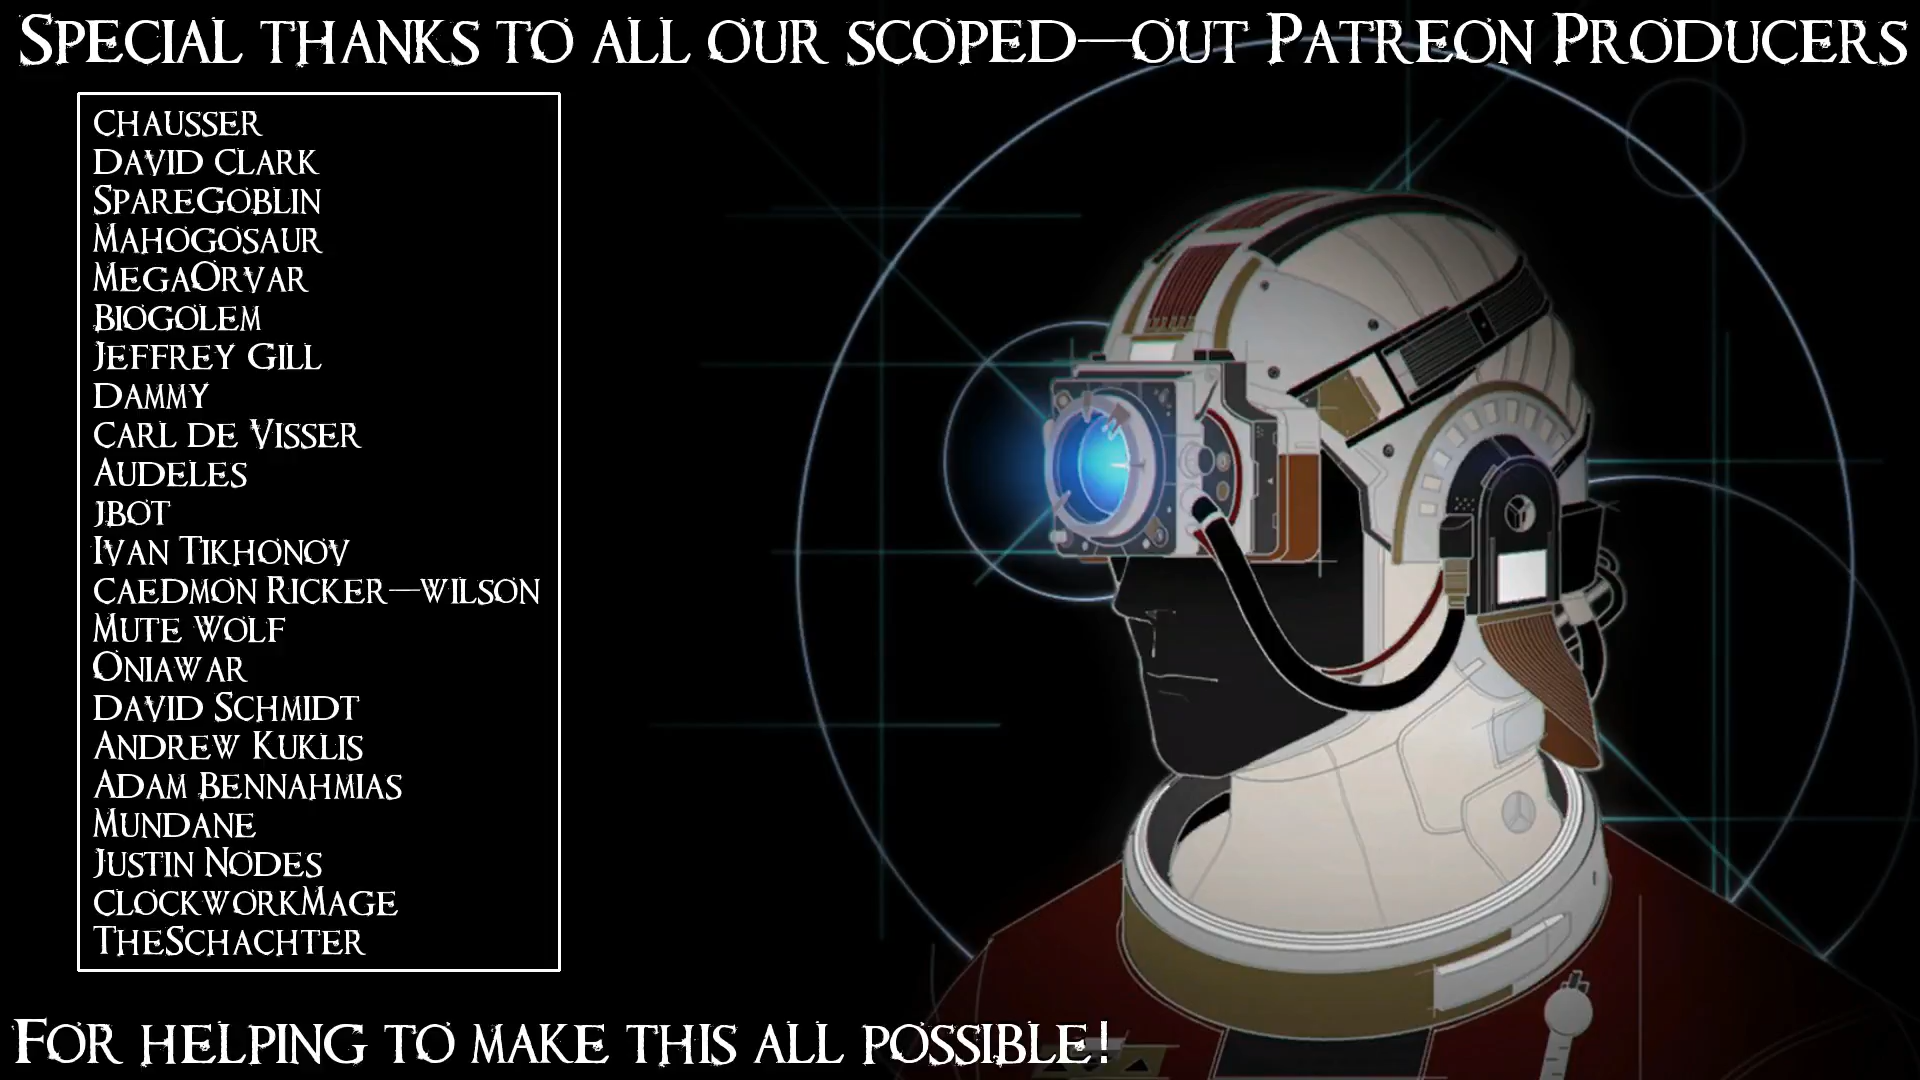 Special thanks to all our scoped—out Patreon Producers
Chausser
David Clark
SpareGoblin
Mahogosaur
MegaOrvar
Biogolem
Jeffrey Gill
Dammy
Carl de Visser
Audeles
jbot
Ivan Tikhonov
Caedmon Ricker—wilson
Mute Wolf
Oniawar
David Schmidt
Andrew Kuklis
Adam Bennahmias
Mundane
Justin Nodes
ClockworkMage
TheSchachter
For helping to make this all possible!